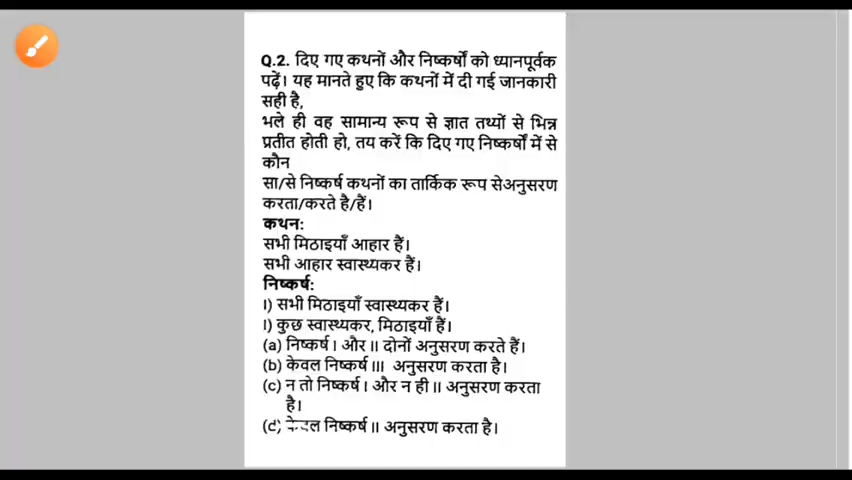 Q.2. दिए गए कथनों और निष्कर्षों को ध्यानपूर्वक
पढ़ें। यह मानते हुए कि कथनों में दी गई जानकारी
सही है,
भले ही वह सामान्य रूप से ज्ञात तथ्यों से भिन्न
प्रतीत होती हो, तय करें कि दिए गए निष्कर्षों में से
कौन
सा/से निष्कर्ष कथनों का तार्किक रूप सेअनुसरण
करता/करते है/हैं।
कथन:
सभी मिठाइयाँ आहार हैं।
सभी आहार स्वास्थ्यकर हैं।
निष्कर्ष:
I) सभी मिठाइयाँ स्वास्थ्यकर हैं।
I) कुछ स्वास्थ्यकर, मिठाइयाँ हैं।
(a) निष्कर्ष I और II दोनों अनुसरण करते हैं।
(b) केवल निष्कर्ष III अनुसरण करता है।
(c) न तो निष्कर्ष I और न ही II अनुसरण करता
है।
(d) केवल निष्कर्ष II अनुसरण करता है।